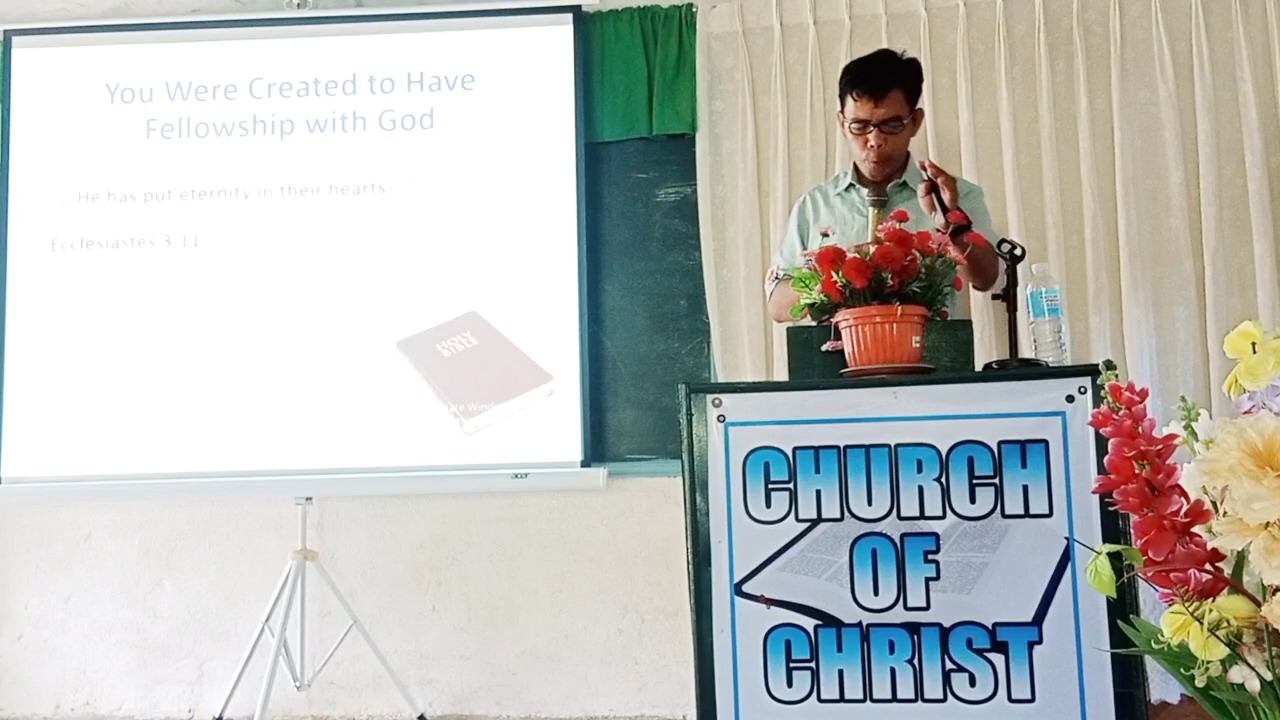 You Were Created to Have
Fellowship with God
He has put eternity in their hearts
Ecclesiastes 3 11
HOLY
BIBLE
acer
CHURCH
OF
CHRIST